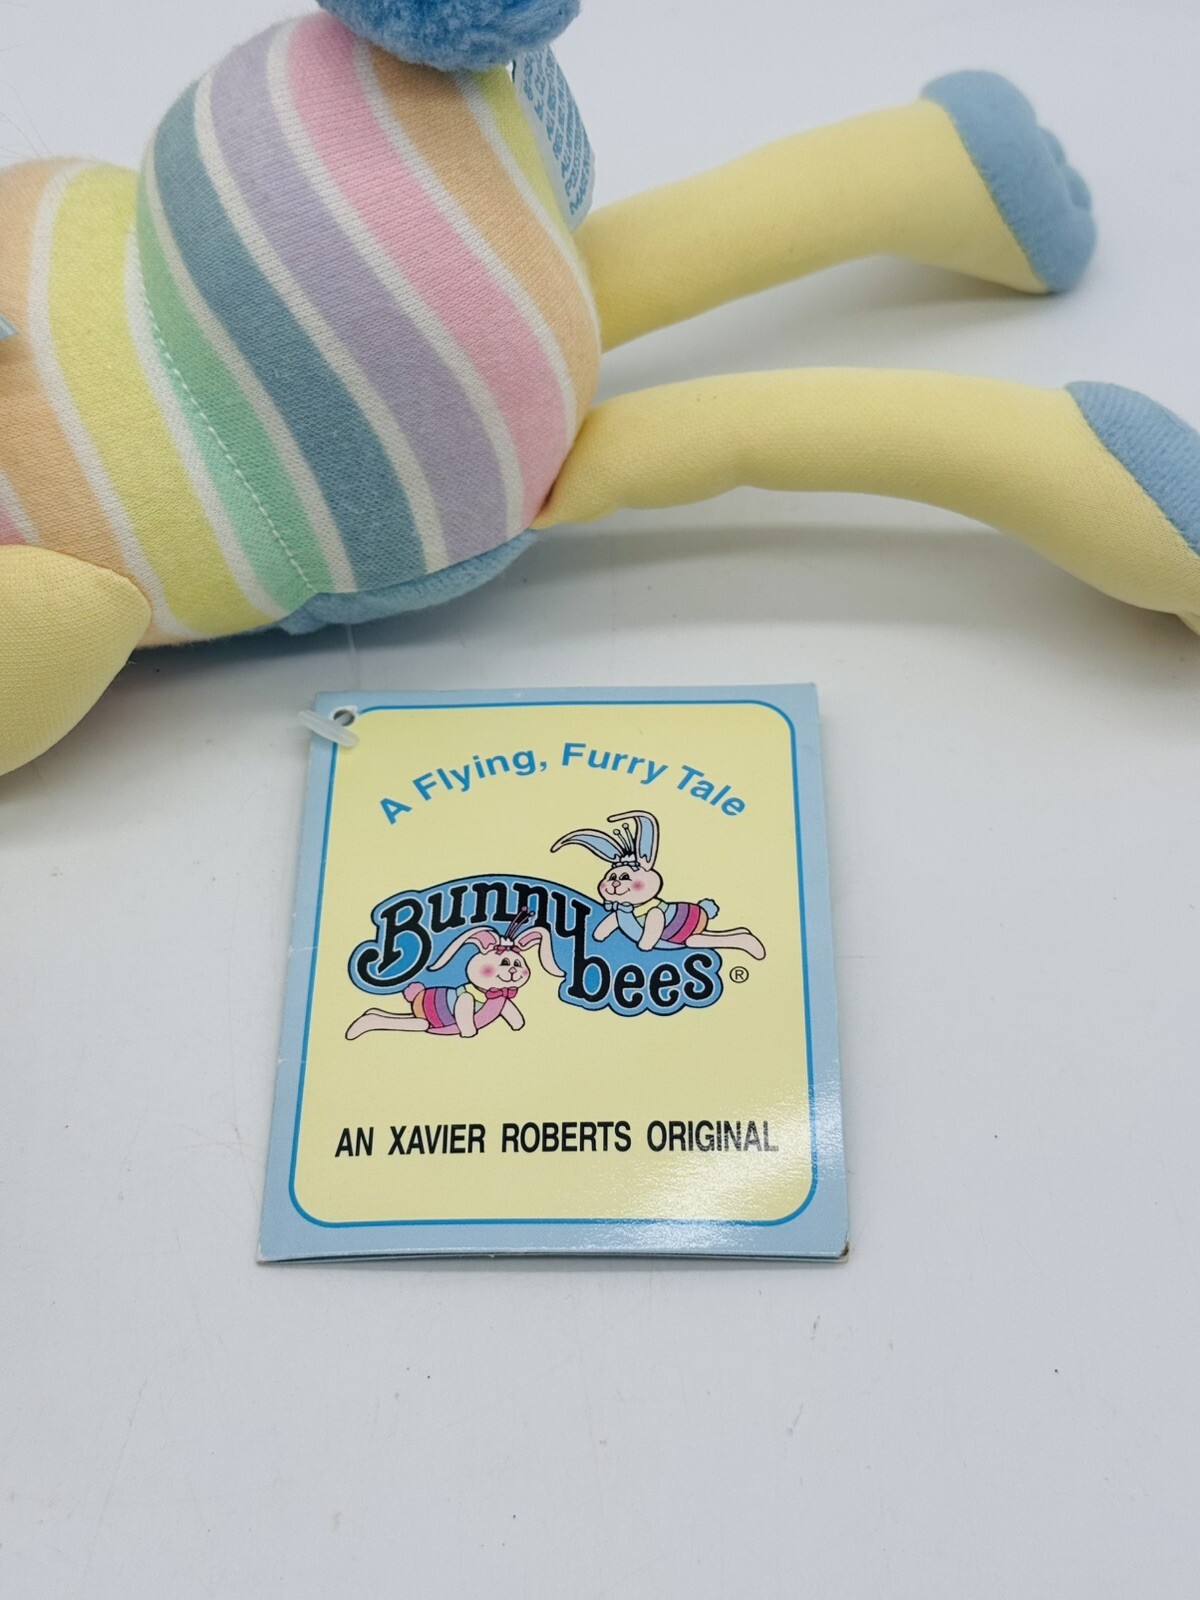 A Flying, Furry Tale
Bunny
bees®
AN XAVIER ROBERTS ORIGINAL